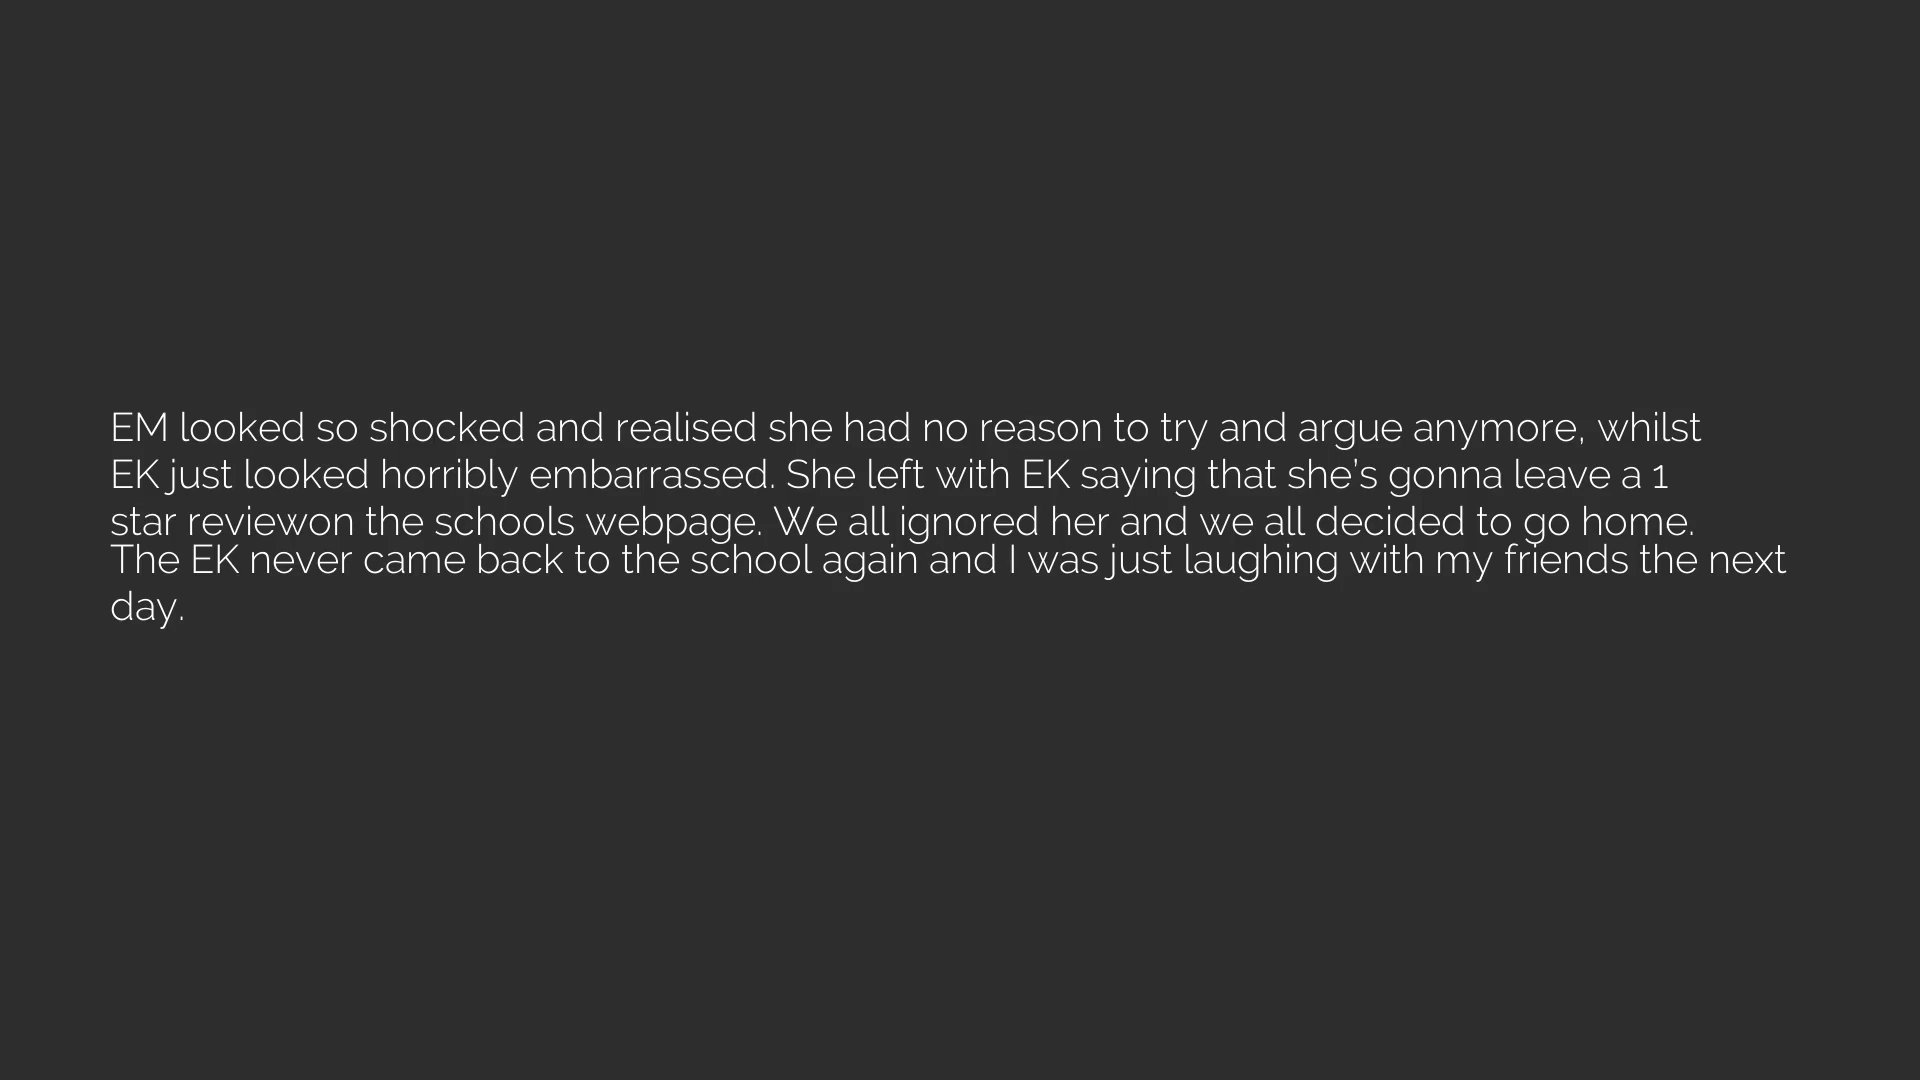 EM looked so shocked and realised she had no reason to try and argue anymore, whilst
EK just looked horribly embarrassed. She left with EK saying that she's gonna leave a 1
star reviewon the schools webpage. We all ignored her and we all decided to go home.
The EK never came back to the school again and I was just laughing with my friends the next
day.